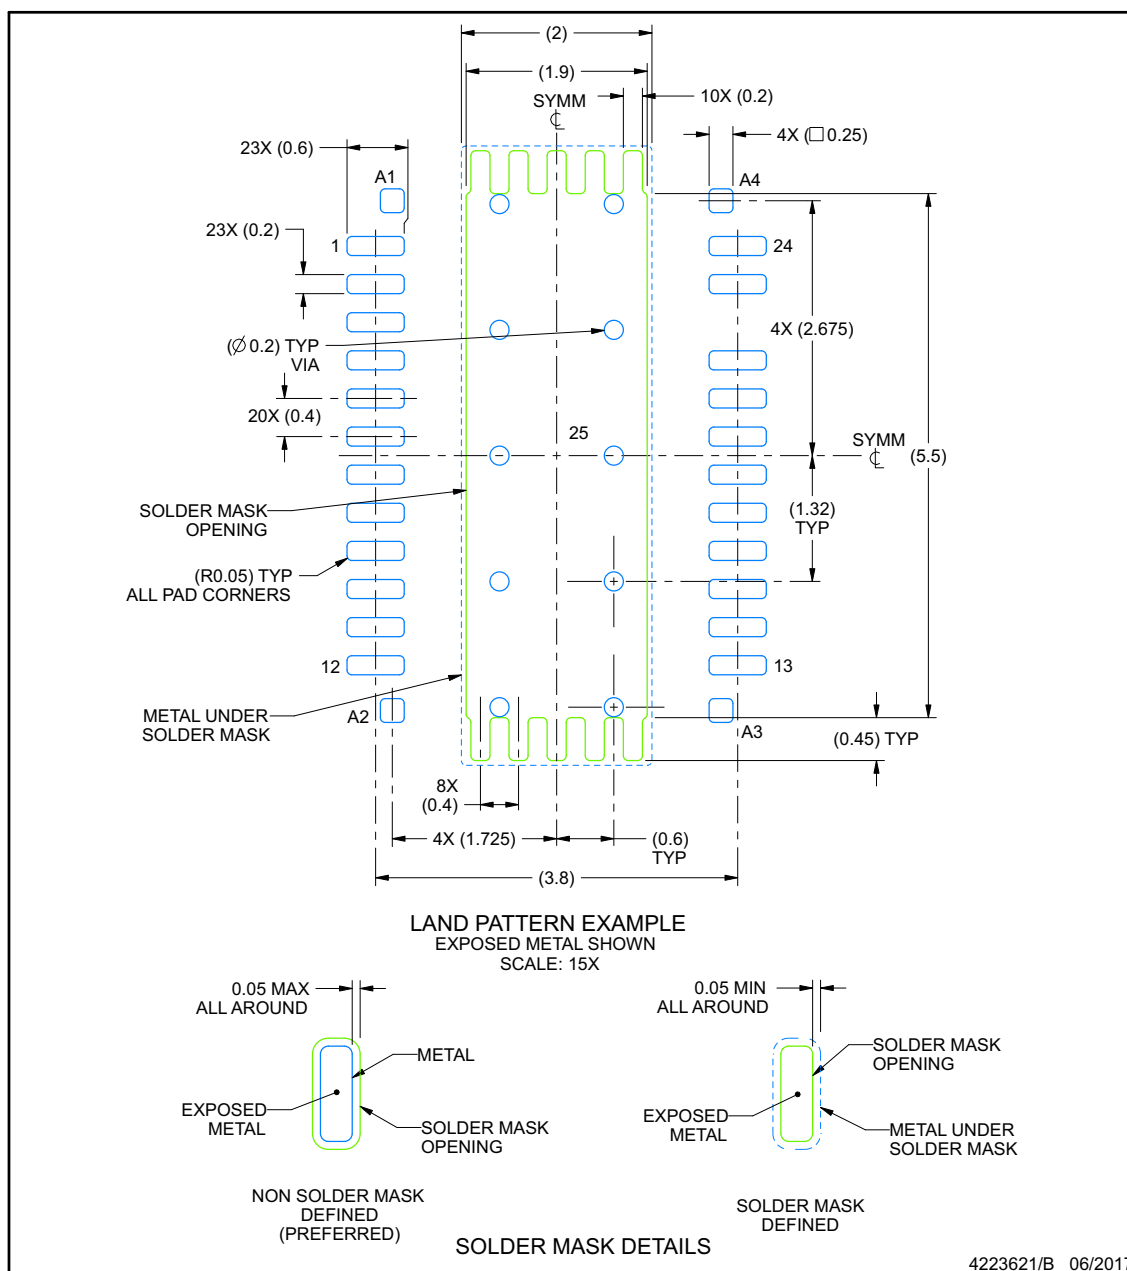 (2)
(1.9)
SYMM
℄
10X (0.2)
4X (□ 0.25)
23X (0.6)
A1
A4
23X (0.2)
1
24
4X (2.675)
(Ø 0.2) TYP
VIA
20X (0.4)
25
SYMM
℄
(5.5)
SOLDER MASK
OPENING
(1.32)
TYP
(R0.05) TYP
ALL PAD CORNERS
12
13
A2
A3
METAL UNDER
SOLDER MASK
(0.45) TYP
8X
(0.4)
4X (1.725)
(0.6)
TYP
(3.8)
LAND PATTERN EXAMPLE
EXPOSED METAL SHOWN
SCALE: 15X
0.05 MAX
ALL AROUND
METAL
EXPOSED
METAL
SOLDER MASK
OPENING
NON SOLDER MASK
DEFINED
(PREFERRED)
0.05 MIN
ALL AROUND
SOLDER MASK
OPENING
EXPOSED
METAL
METAL UNDER
SOLDER MASK
SOLDER MASK
DEFINED
SOLDER MASK DETAILS
4223621/B 06/2017